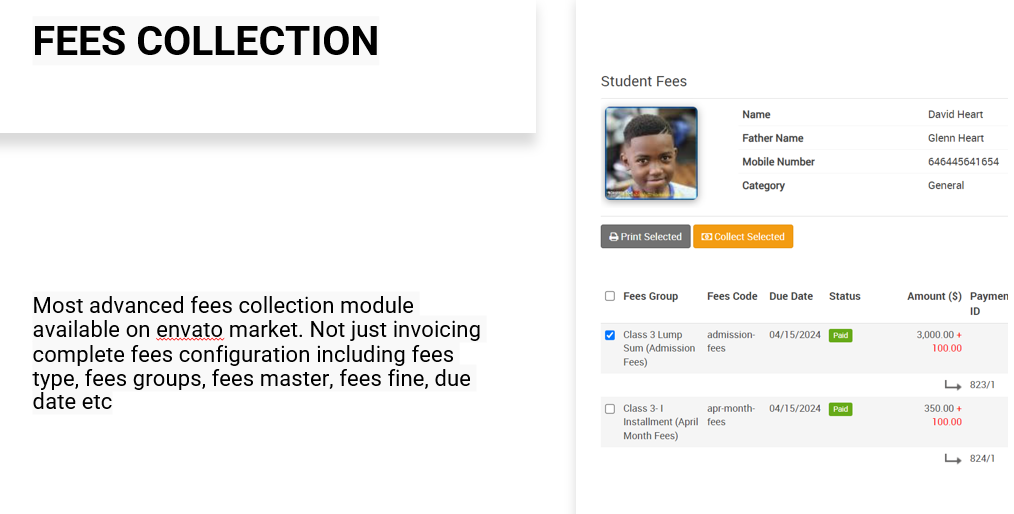 FEES COLLECTION
Most advanced fees collection module
available on envato market. Not just invoicing
complete fees configuration including fees
type, fees groups, fees master, fees fine, due
date etc
Student Fees
Name David Heart
Father Name Glenn Heart
Mobile Number 646445641654
Category General
Print Selected Collect Selected
Fees Group Fees Code Due Date Status Amount ($) Paymen
ID
Class 3 Lump admission- 04/15/2024 Paid 3,000.00 +
Sum (Admission fees 100.00
Fees)
823/1
Class 3- I apr-month- 04/15/2024 Paid 350.00 +
Installment (April fees 100.00
Month Fees)
824/1